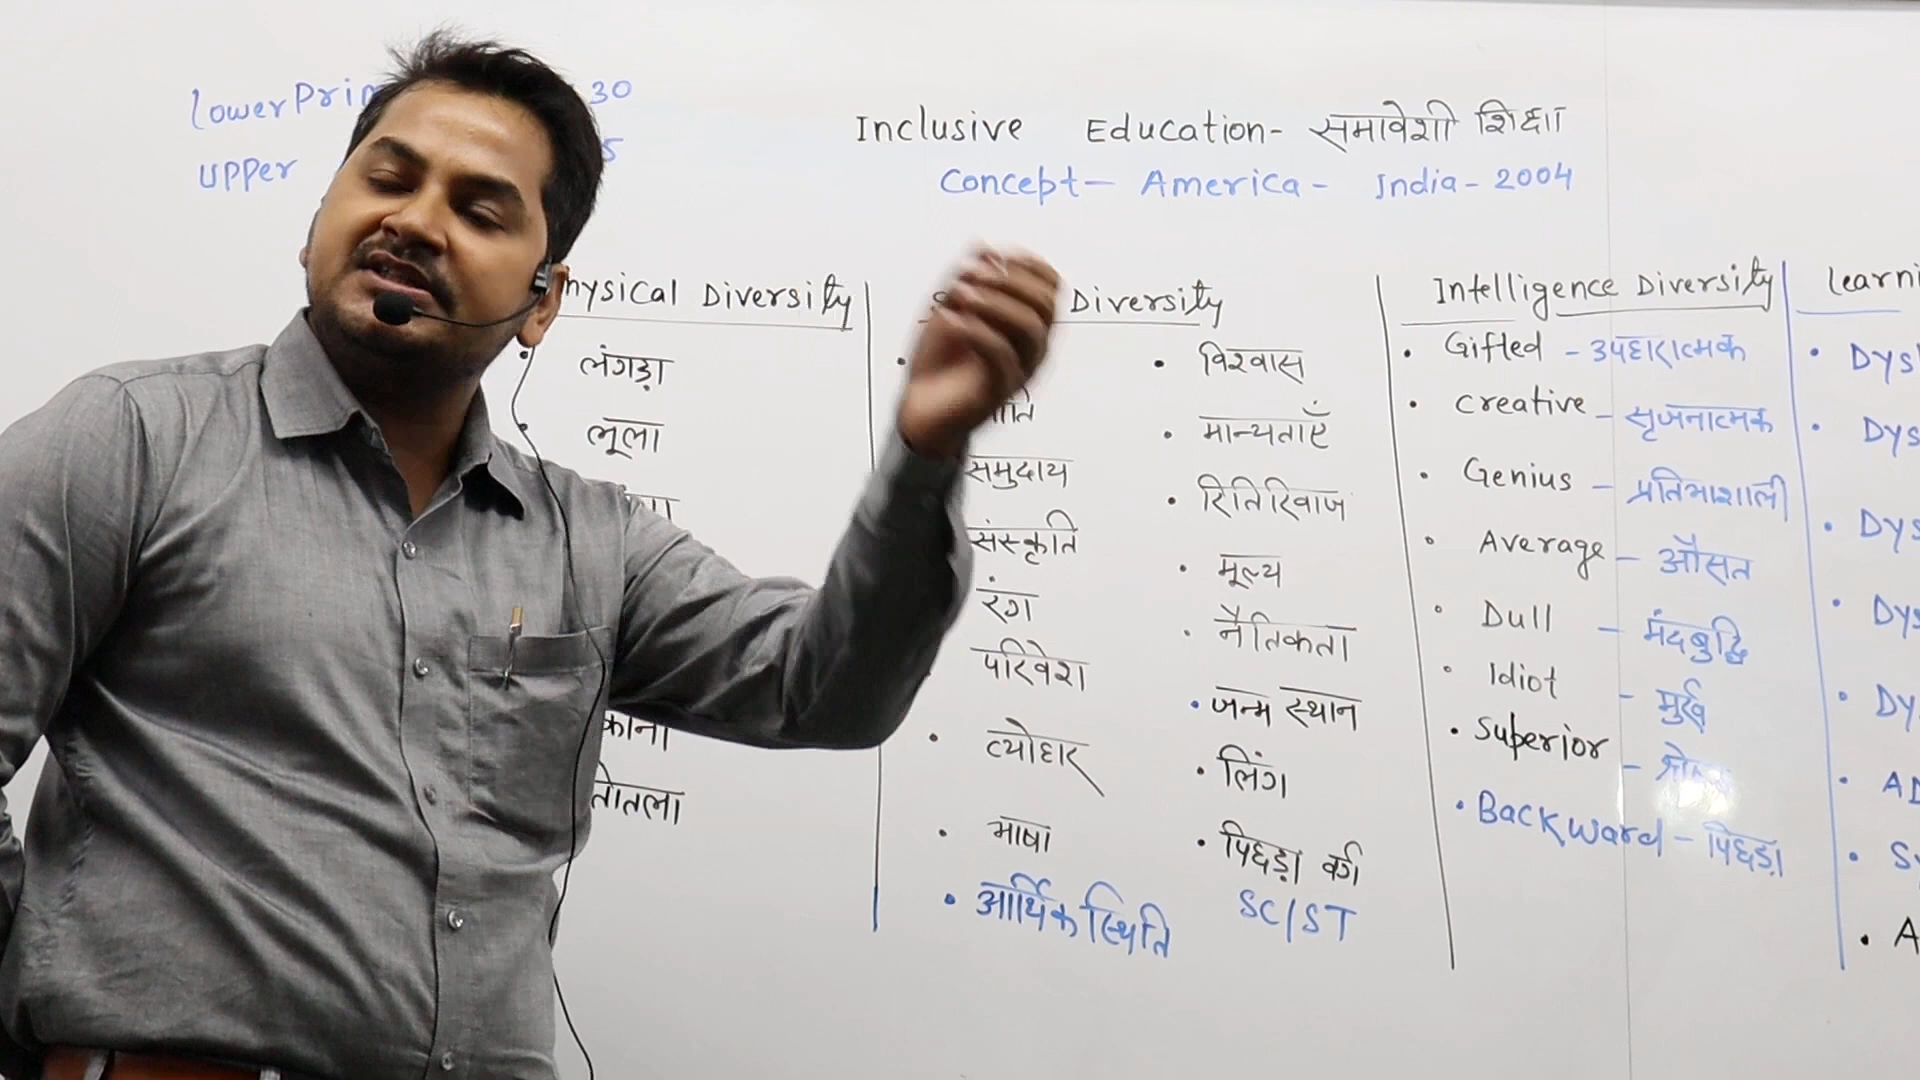 lower
30
upper
Inclusive Education- समावेशी शिक्षा
Concept- America- India-2004
Diversity
Diversity
Intelligence Diversity
लंगड़ा
लूला
काना
तोतला
समुदाय
संस्कृति
रंग
परिवेश
• त्योहार
• भाषा
• आर्थिक स्थिति
• विश्वास
• मान्यताएँ
• रितिरिवाज
• मूल्य
• नैतिकता
• जन्म स्थान
• लिंग
• पिछड़ा वर्ग
SC/ST
• Gifted - उपहारात्मक
• Creative - सृजनात्मक
• Genius - प्रतिभाशाली
• Average - औसत
• Dull - मंदबुद्धि
• Idiot - मुर्ख
• Superior -
• Backward - पिछड़ा